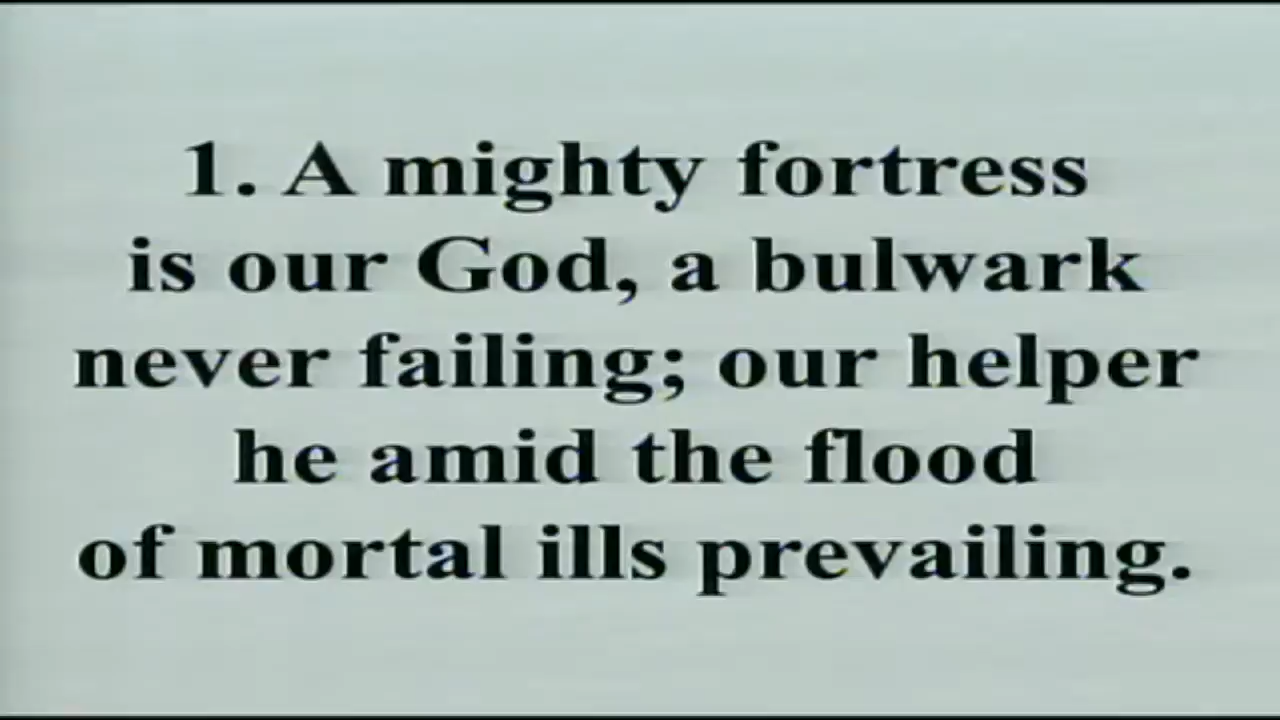 1. A mighty fortress
is our God, a bulwark
never failing; our helper
he amid the flood
of mortal ills prevailing.